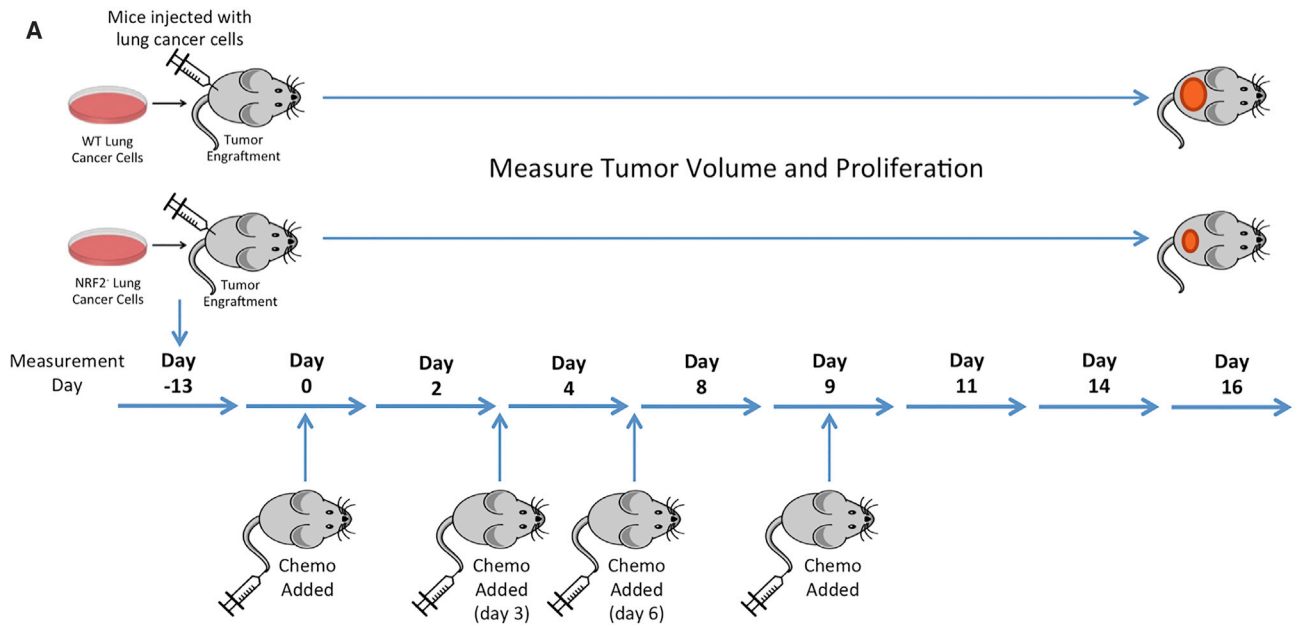 A
Mice injected with
lung cancer cells
WT Lung
Cancer Cells
Tumor
Engraftment
Measure Tumor Volume and Proliferation
NRF2⁻ Lung
Cancer Cells
Tumor
Engraftment
Measurement
Day
Day
-13
Day
0
Day
2
Day
4
Day
8
Day
9
Day
11
Day
14
Day
16
Chemo
Added
Chemo
Added
(day 3)
Chemo
Added
(day 6)
Chemo
Added